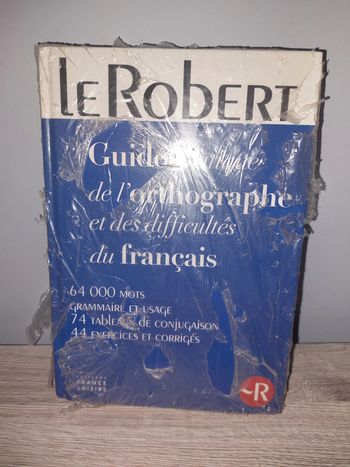 LE ROBERT
Guide
de l'orthographe
et des difficultés
du français
64 000 MOTS
GRAMMAIRE ET USAGE
74 TABLEAUX DE CONJUGAISON
44 EXERCICES ET CORRIGÉS
FRANCE
LOISIRS
R